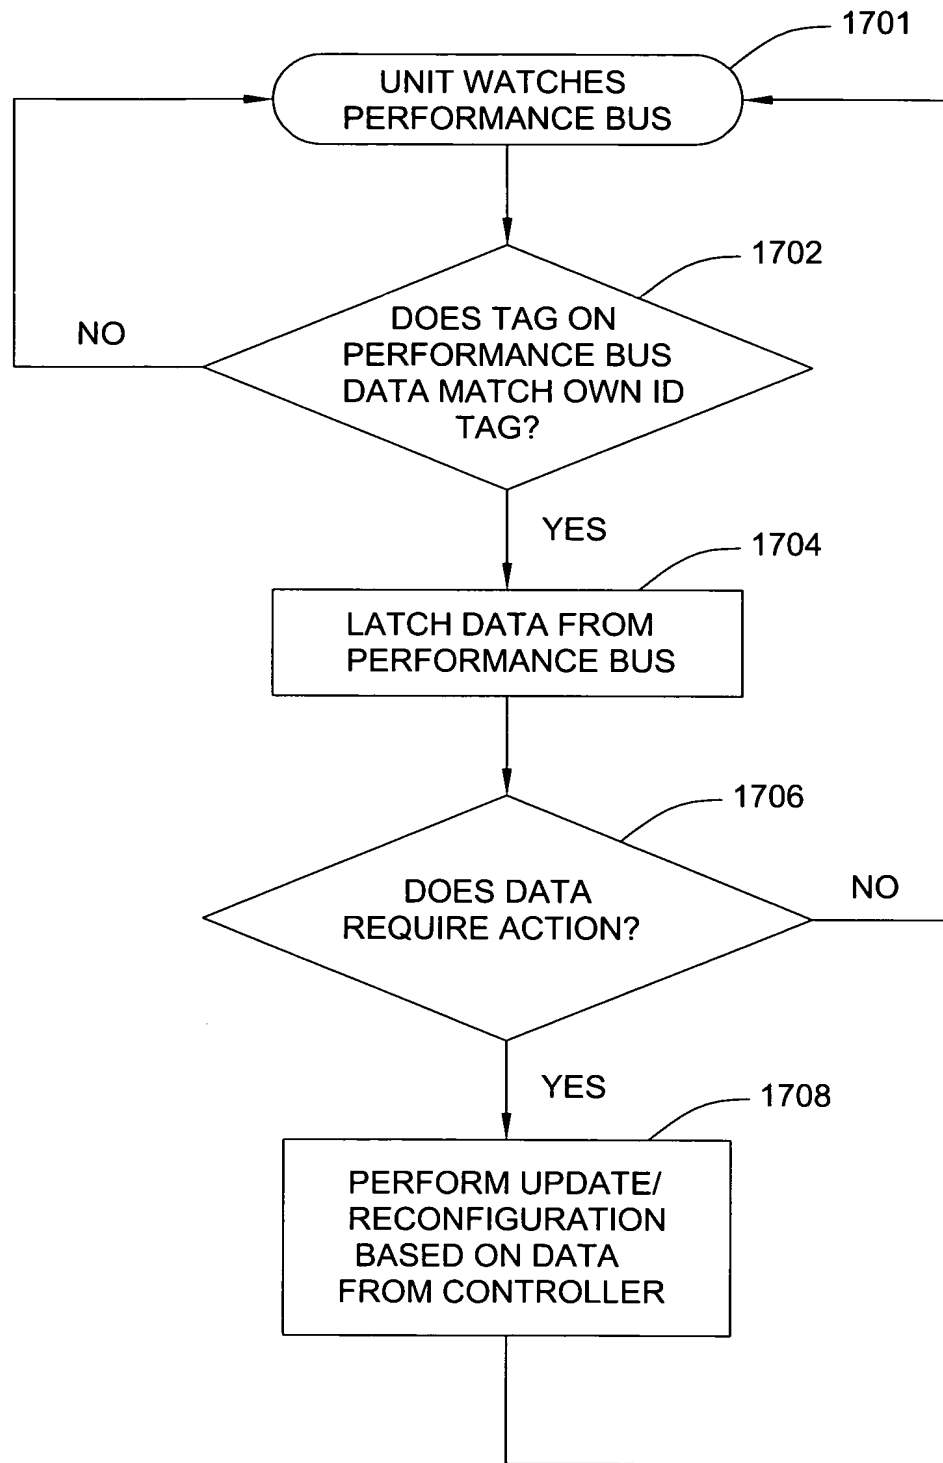 1701
UNIT WATCHES
PERFORMANCE BUS
1702
DOES TAG ON
PERFORMANCE BUS
DATA MATCH OWN ID
TAG?
NO
YES
1704
LATCH DATA FROM
PERFORMANCE BUS
1706
DOES DATA
REQUIRE ACTION?
NO
YES
1708
PERFORM UPDATE/
RECONFIGURATION
BASED ON DATA
FROM CONTROLLER